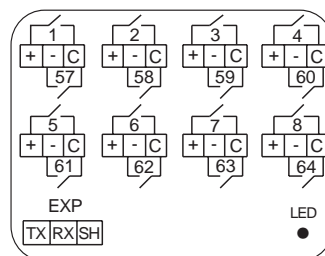 1 2 3 4
+ - C + - C + - C + - C
57 58 59 60
5 6 7 8
+ - C + - C + - C + - C
61 62 63 64
EXP
LED
TX RX SH